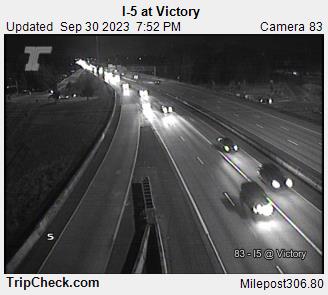 I-5 at Victory
Updated Sep 30 2023 7:52 PM Camera 83
T
S
83 - I5 @ Victory
TripCheck.com Milepost306.80